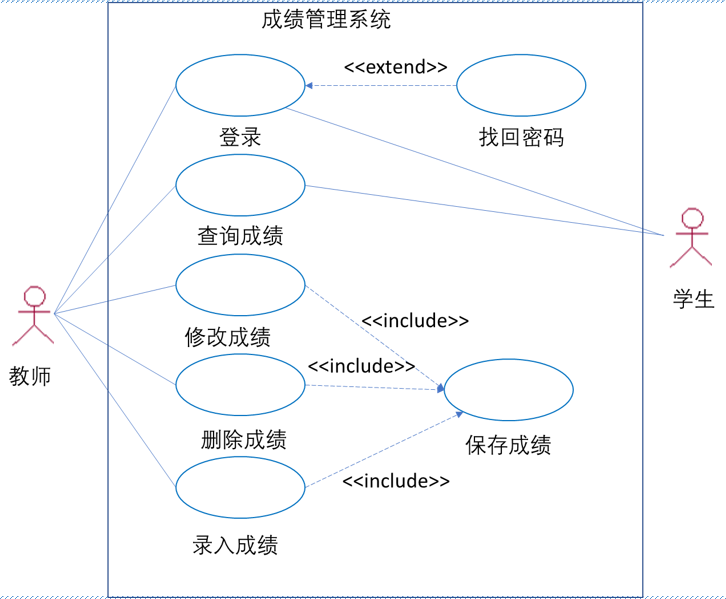 成绩管理系统
<<extend>>
登录
找回密码
查询成绩
学生
修改成绩
<<include>>
<<include>>
教师
删除成绩
保存成绩
<<include>>
录入成绩